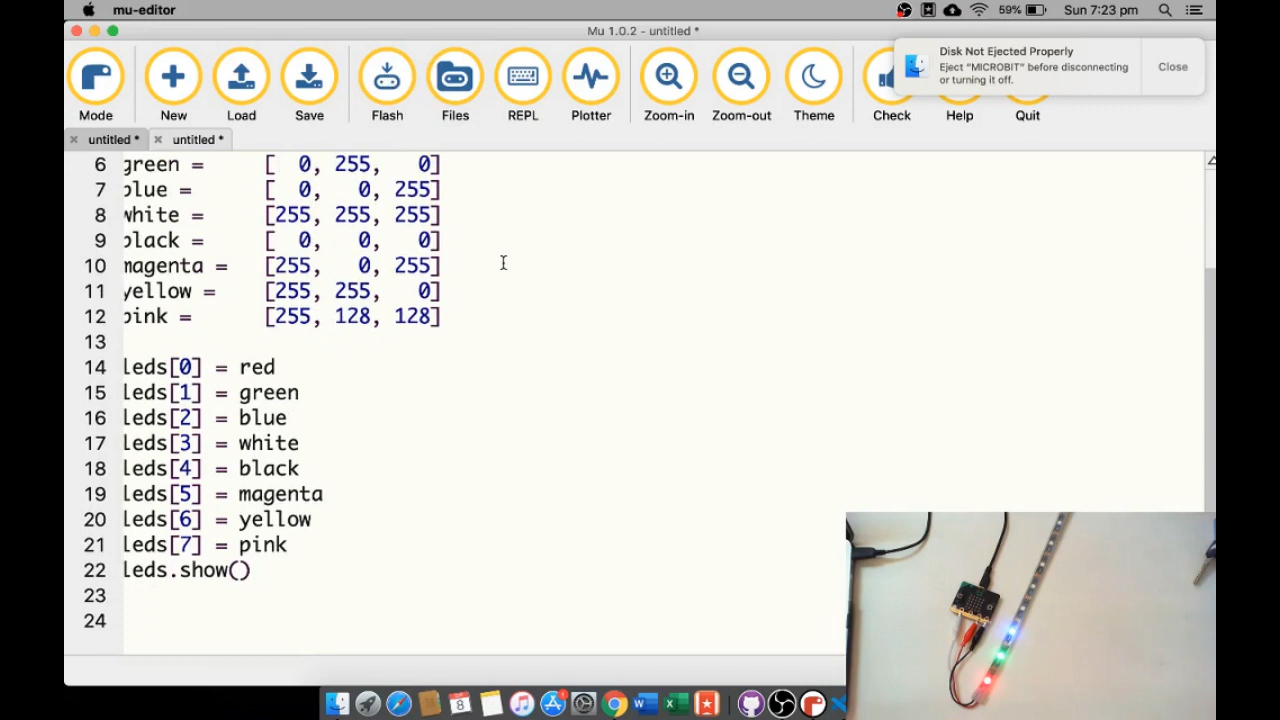 mu-editor 59% Sun 7:23 pm
Mu 1.0.2 - untitled *
Disk Not Ejected Properly
Eject “MICROBIT” before disconnecting
or turning it off.
Close
Mode New Load Save Flash Files REPL Plotter Zoom-in Zoom-out Theme Check Help Quit
untitled * untitled *
6 green = [ 0, 255, 0]
7 blue = [ 0, 0, 255]
8 white = [255, 255, 255]
9 black = [ 0, 0, 0]
10 magenta = [255, 0, 255]
11 yellow = [255, 255, 0]
12 pink = [255, 128, 128]
13
14 leds[0] = red
15 leds[1] = green
16 leds[2] = blue
17 leds[3] = white
18 leds[4] = black
19 leds[5] = magenta
20 leds[6] = yellow
21 leds[7] = pink
22 leds.show()
23
24